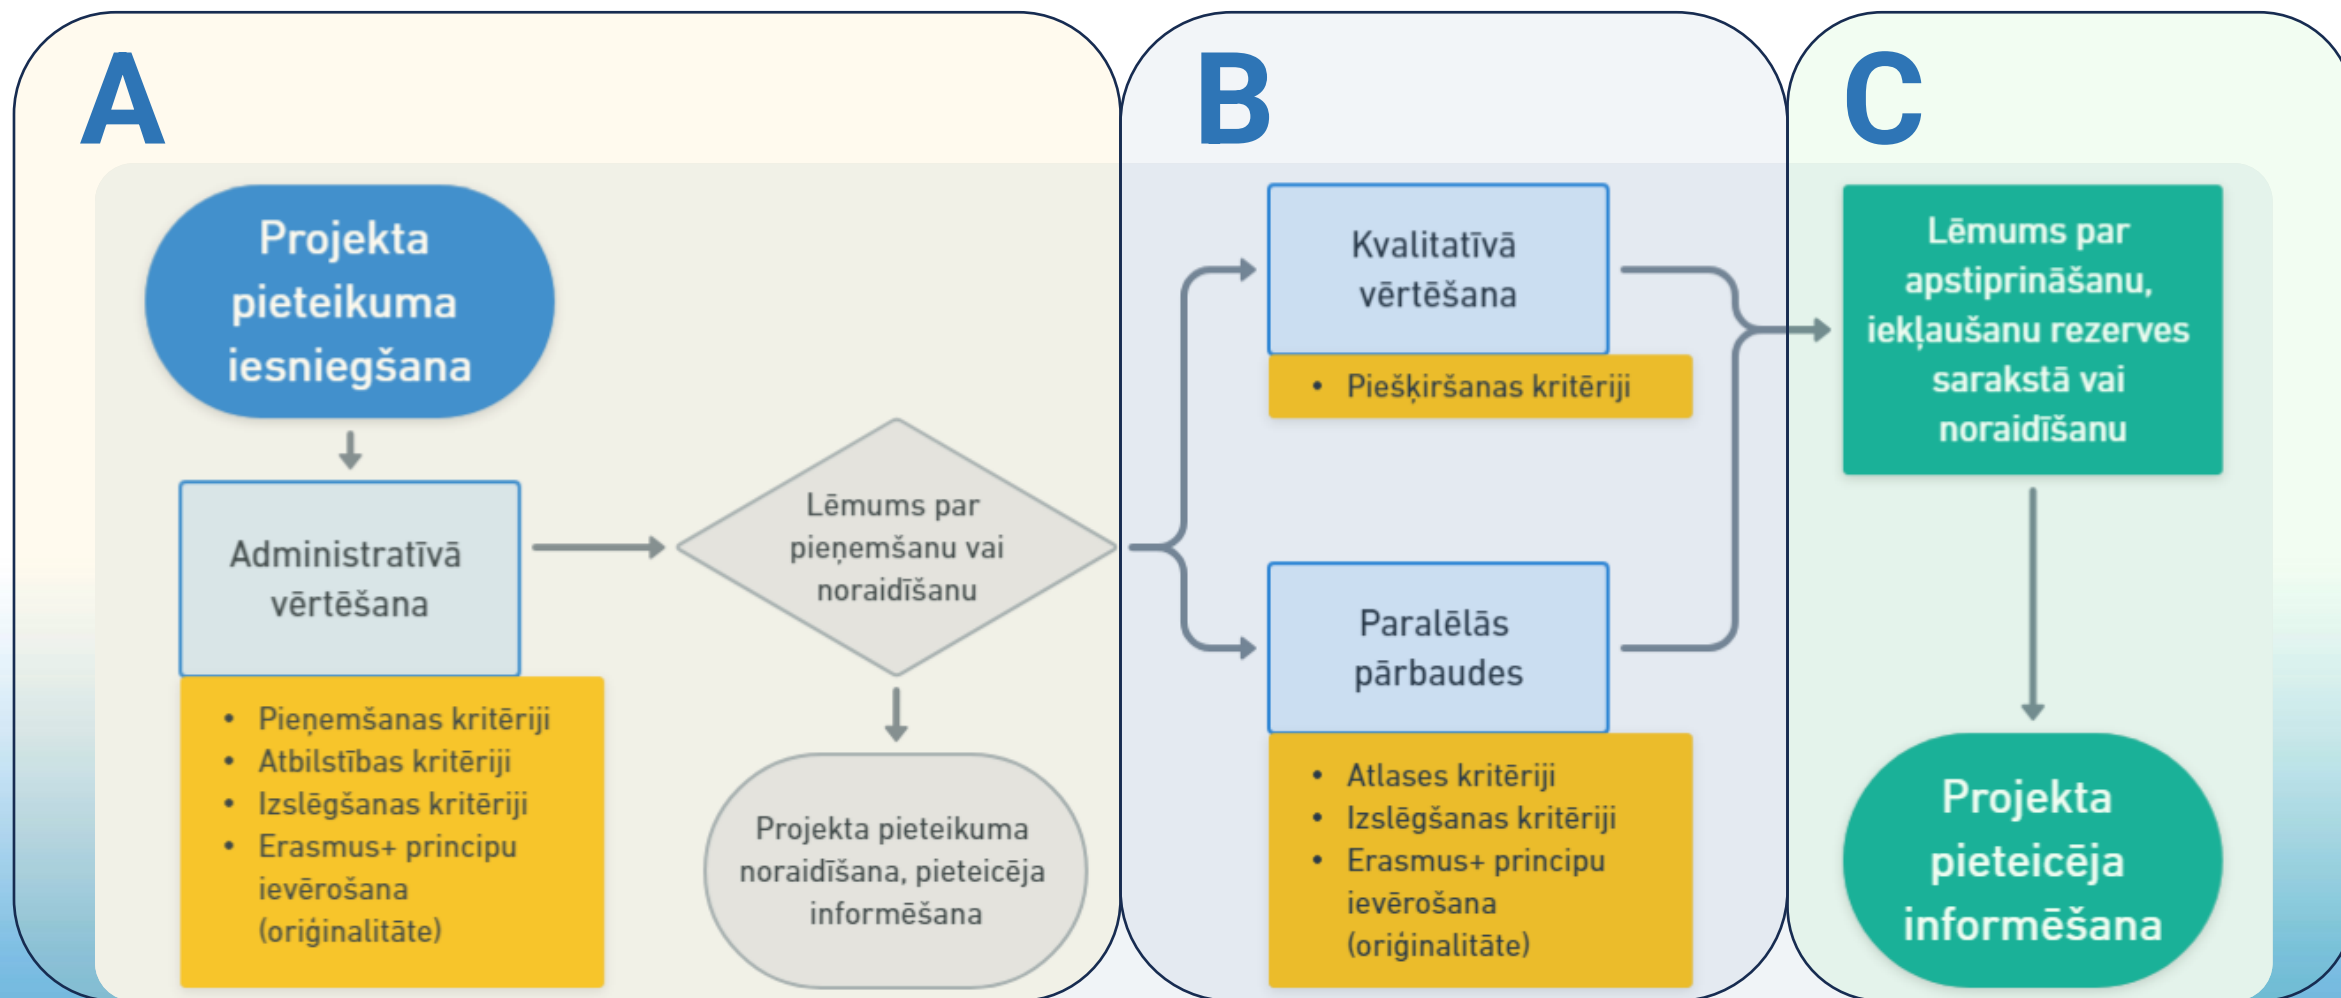 A
Projekta
pieteikuma
iesniegšana
Administratīvā
vērtēšana
• Pieņemšanas kritēriji
• Atbilstības kritēriji
• Izslēgšanas kritēriji
• Erasmus+ principu
ievērošana
(oriģinalitāte)
Lēmums par
pieņemšanu vai
noraidīšanu
Projekta pieteikuma
noraidīšana, pieteicēja
informēšana
B
Kvalitatīvā
vērtēšana
• Piešķiršanas kritēriji
Paralēlās
pārbaudes
• Atlases kritēriji
• Izslēgšanas kritēriji
• Erasmus+ principu
ievērošana
(oriģinalitāte)
C
Lēmums par
apstiprināšanu,
iekļaušanu rezerves
sarakstā vai
noraidīšanu
Projekta
pieteicēja
informēšana